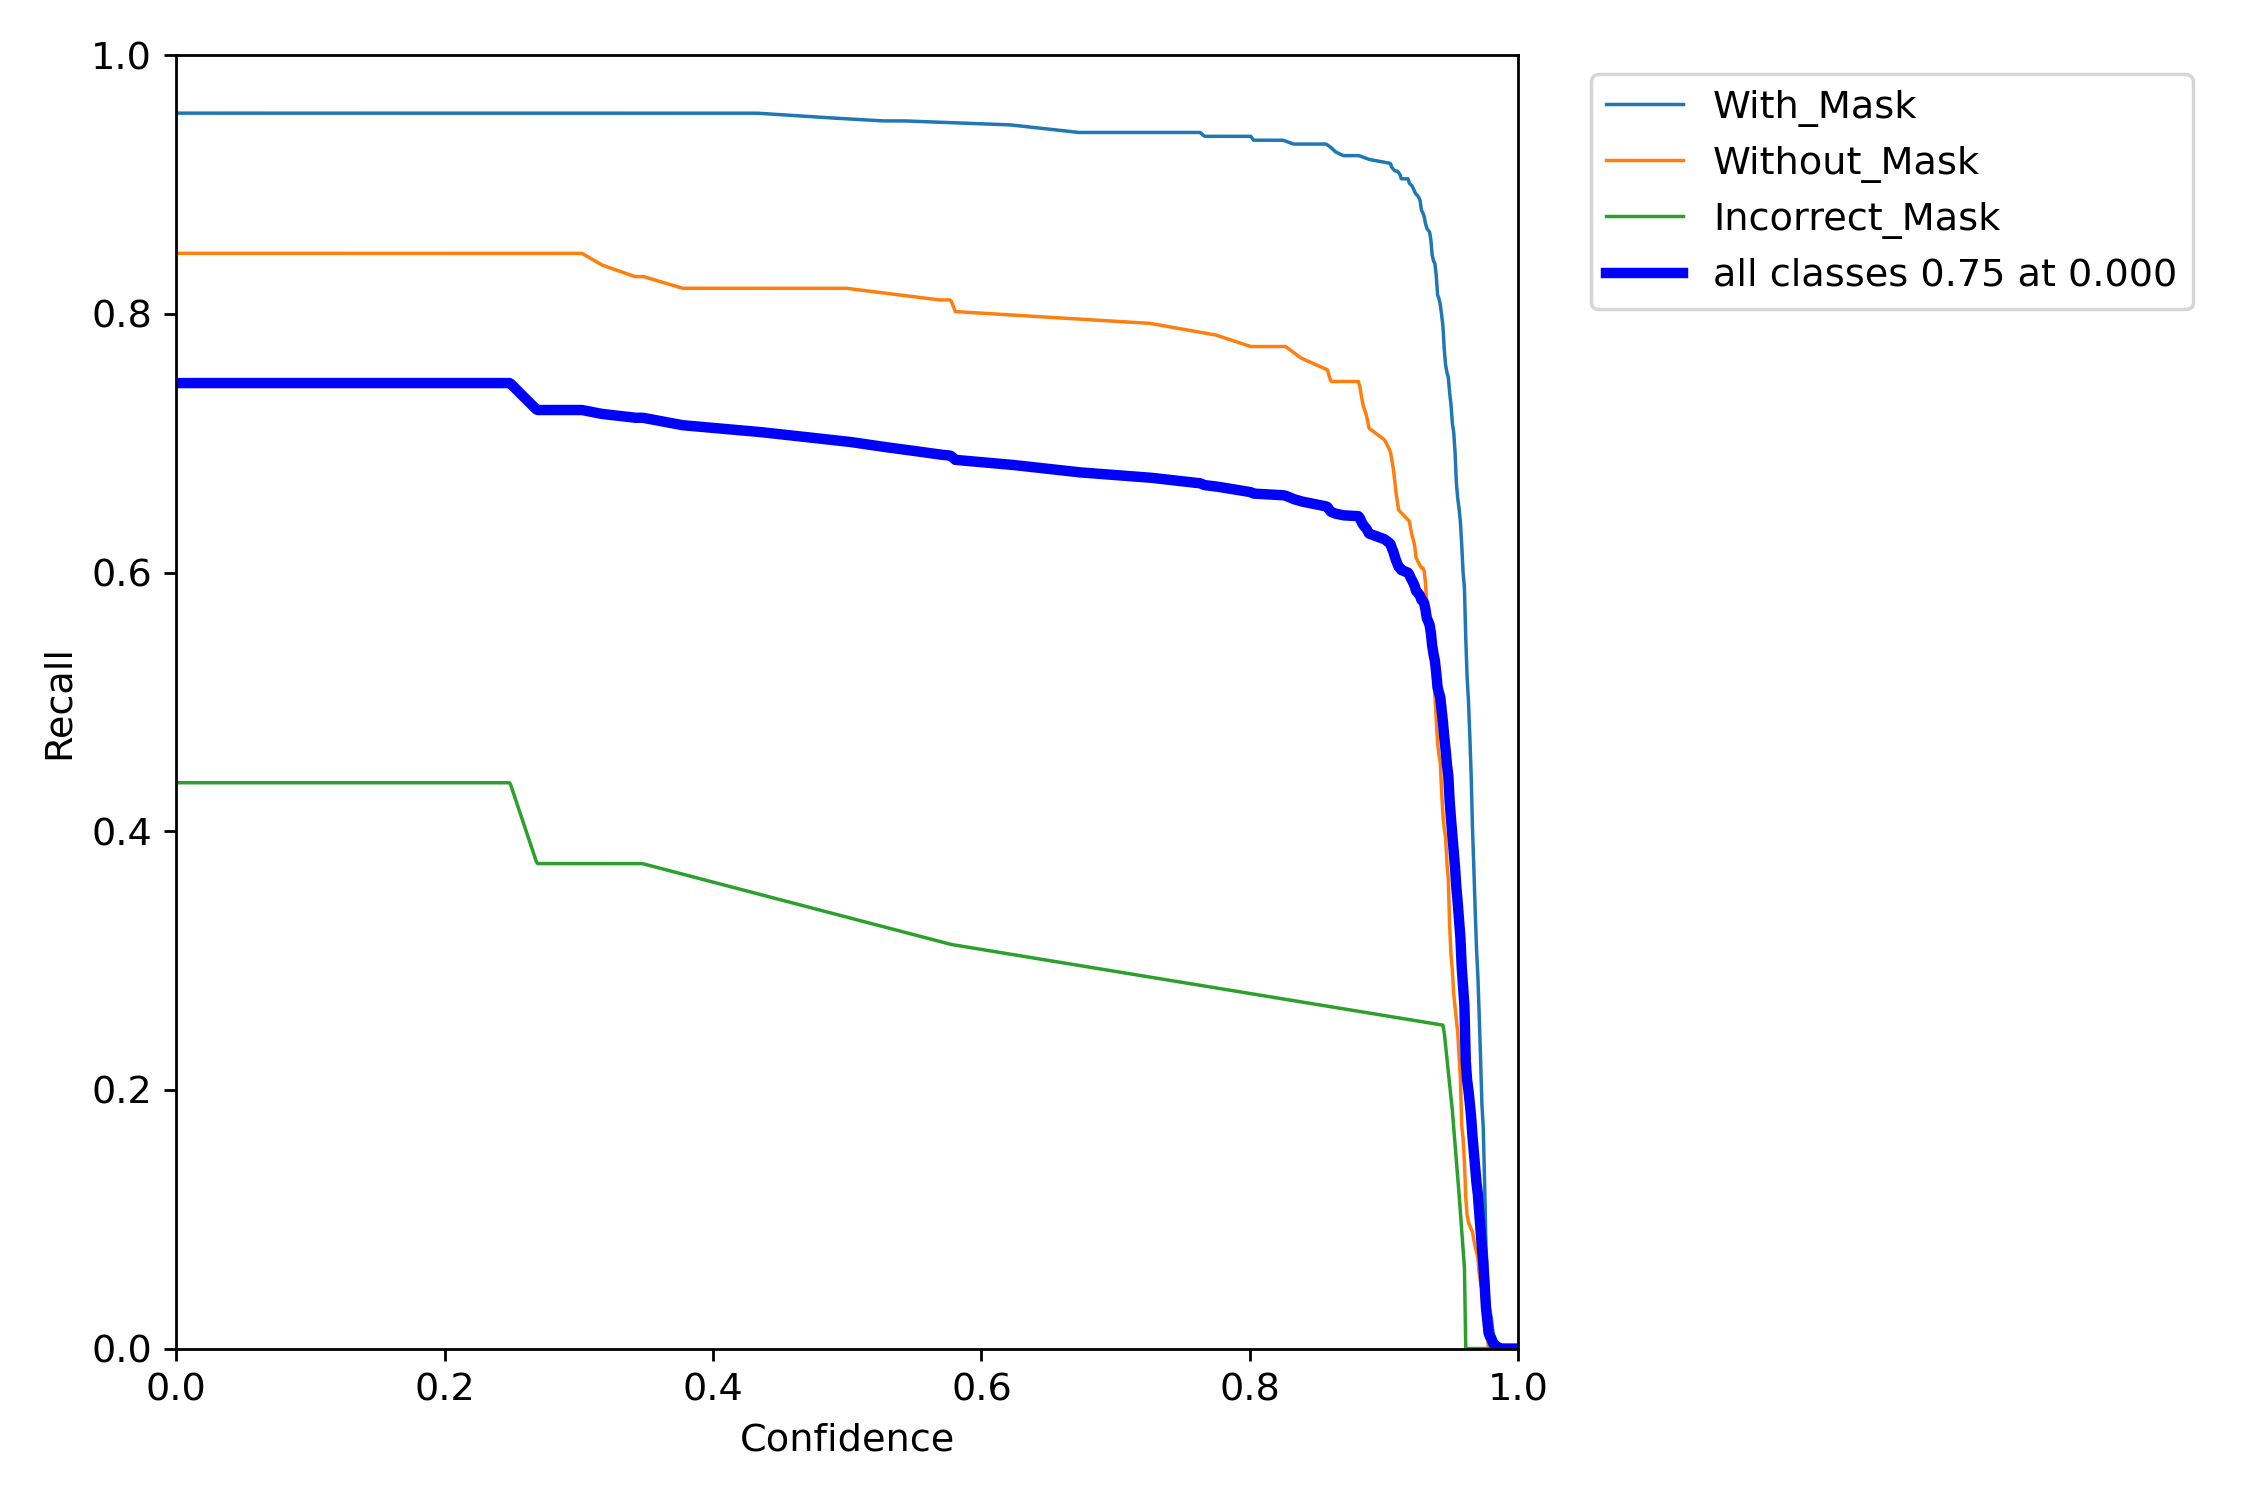 1.0
0.8
0.6
0.4
0.2
0.0
Recall
0.0 0.2 0.4 0.6 0.8 1.0
Confidence
With_Mask
Without_Mask
Incorrect_Mask
all classes 0.75 at 0.000